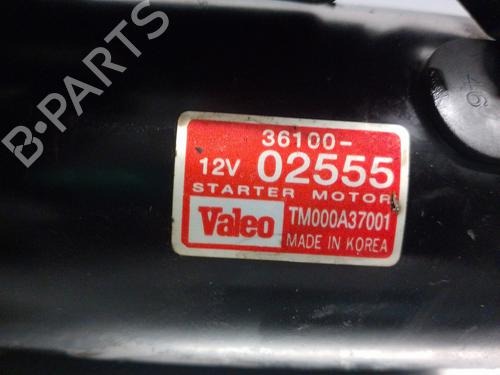 B-PARTS
36100-
12V 02555
STARTER MOTOR
Valeo TM000A37001
MADE IN KOREA